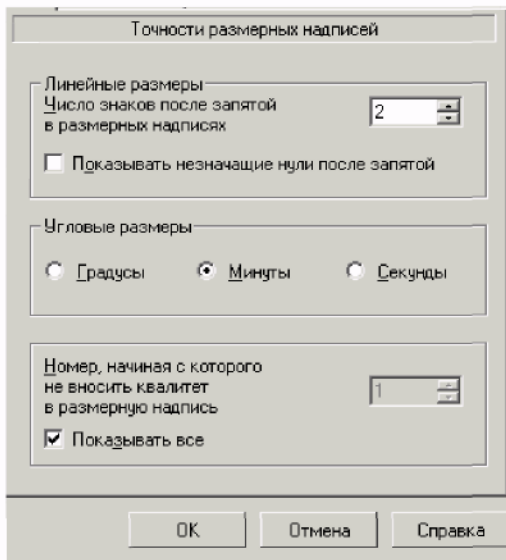 Точности размерных надписей
Линейные размеры
Число знаков после запятой
в размерных надписях
2
Показывать незначащие нули после запятой
Угловые размеры
Градусы Минуты Секунды
Номер, начиная с которого
не вносить квалитет
в размерную надпись
1
Показывать все
OK Отмена Справка